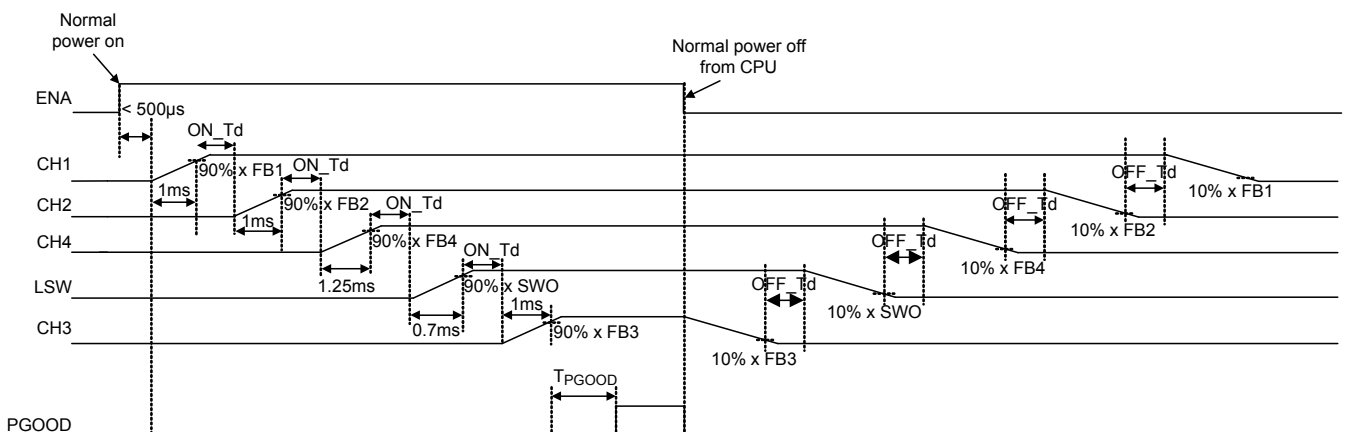 Normal
power on
Normal power off
from CPU
ENA
< 500µs
ON_Td
CH1
90% x FB1
ON_Td
OFF_Td
10% x FB1
1ms
CH2
90% x FB2
ON_Td
OFF_Td
10% x FB2
1ms
CH4
90% x FB4
ON_Td
OFF_Td
10% x FB4
1.25ms
LSW
90% x SWO
1ms
OFF_Td
10% x SWO
0.7ms
CH3
90% x FB3
10% x FB3
TPGOOD
PGOOD